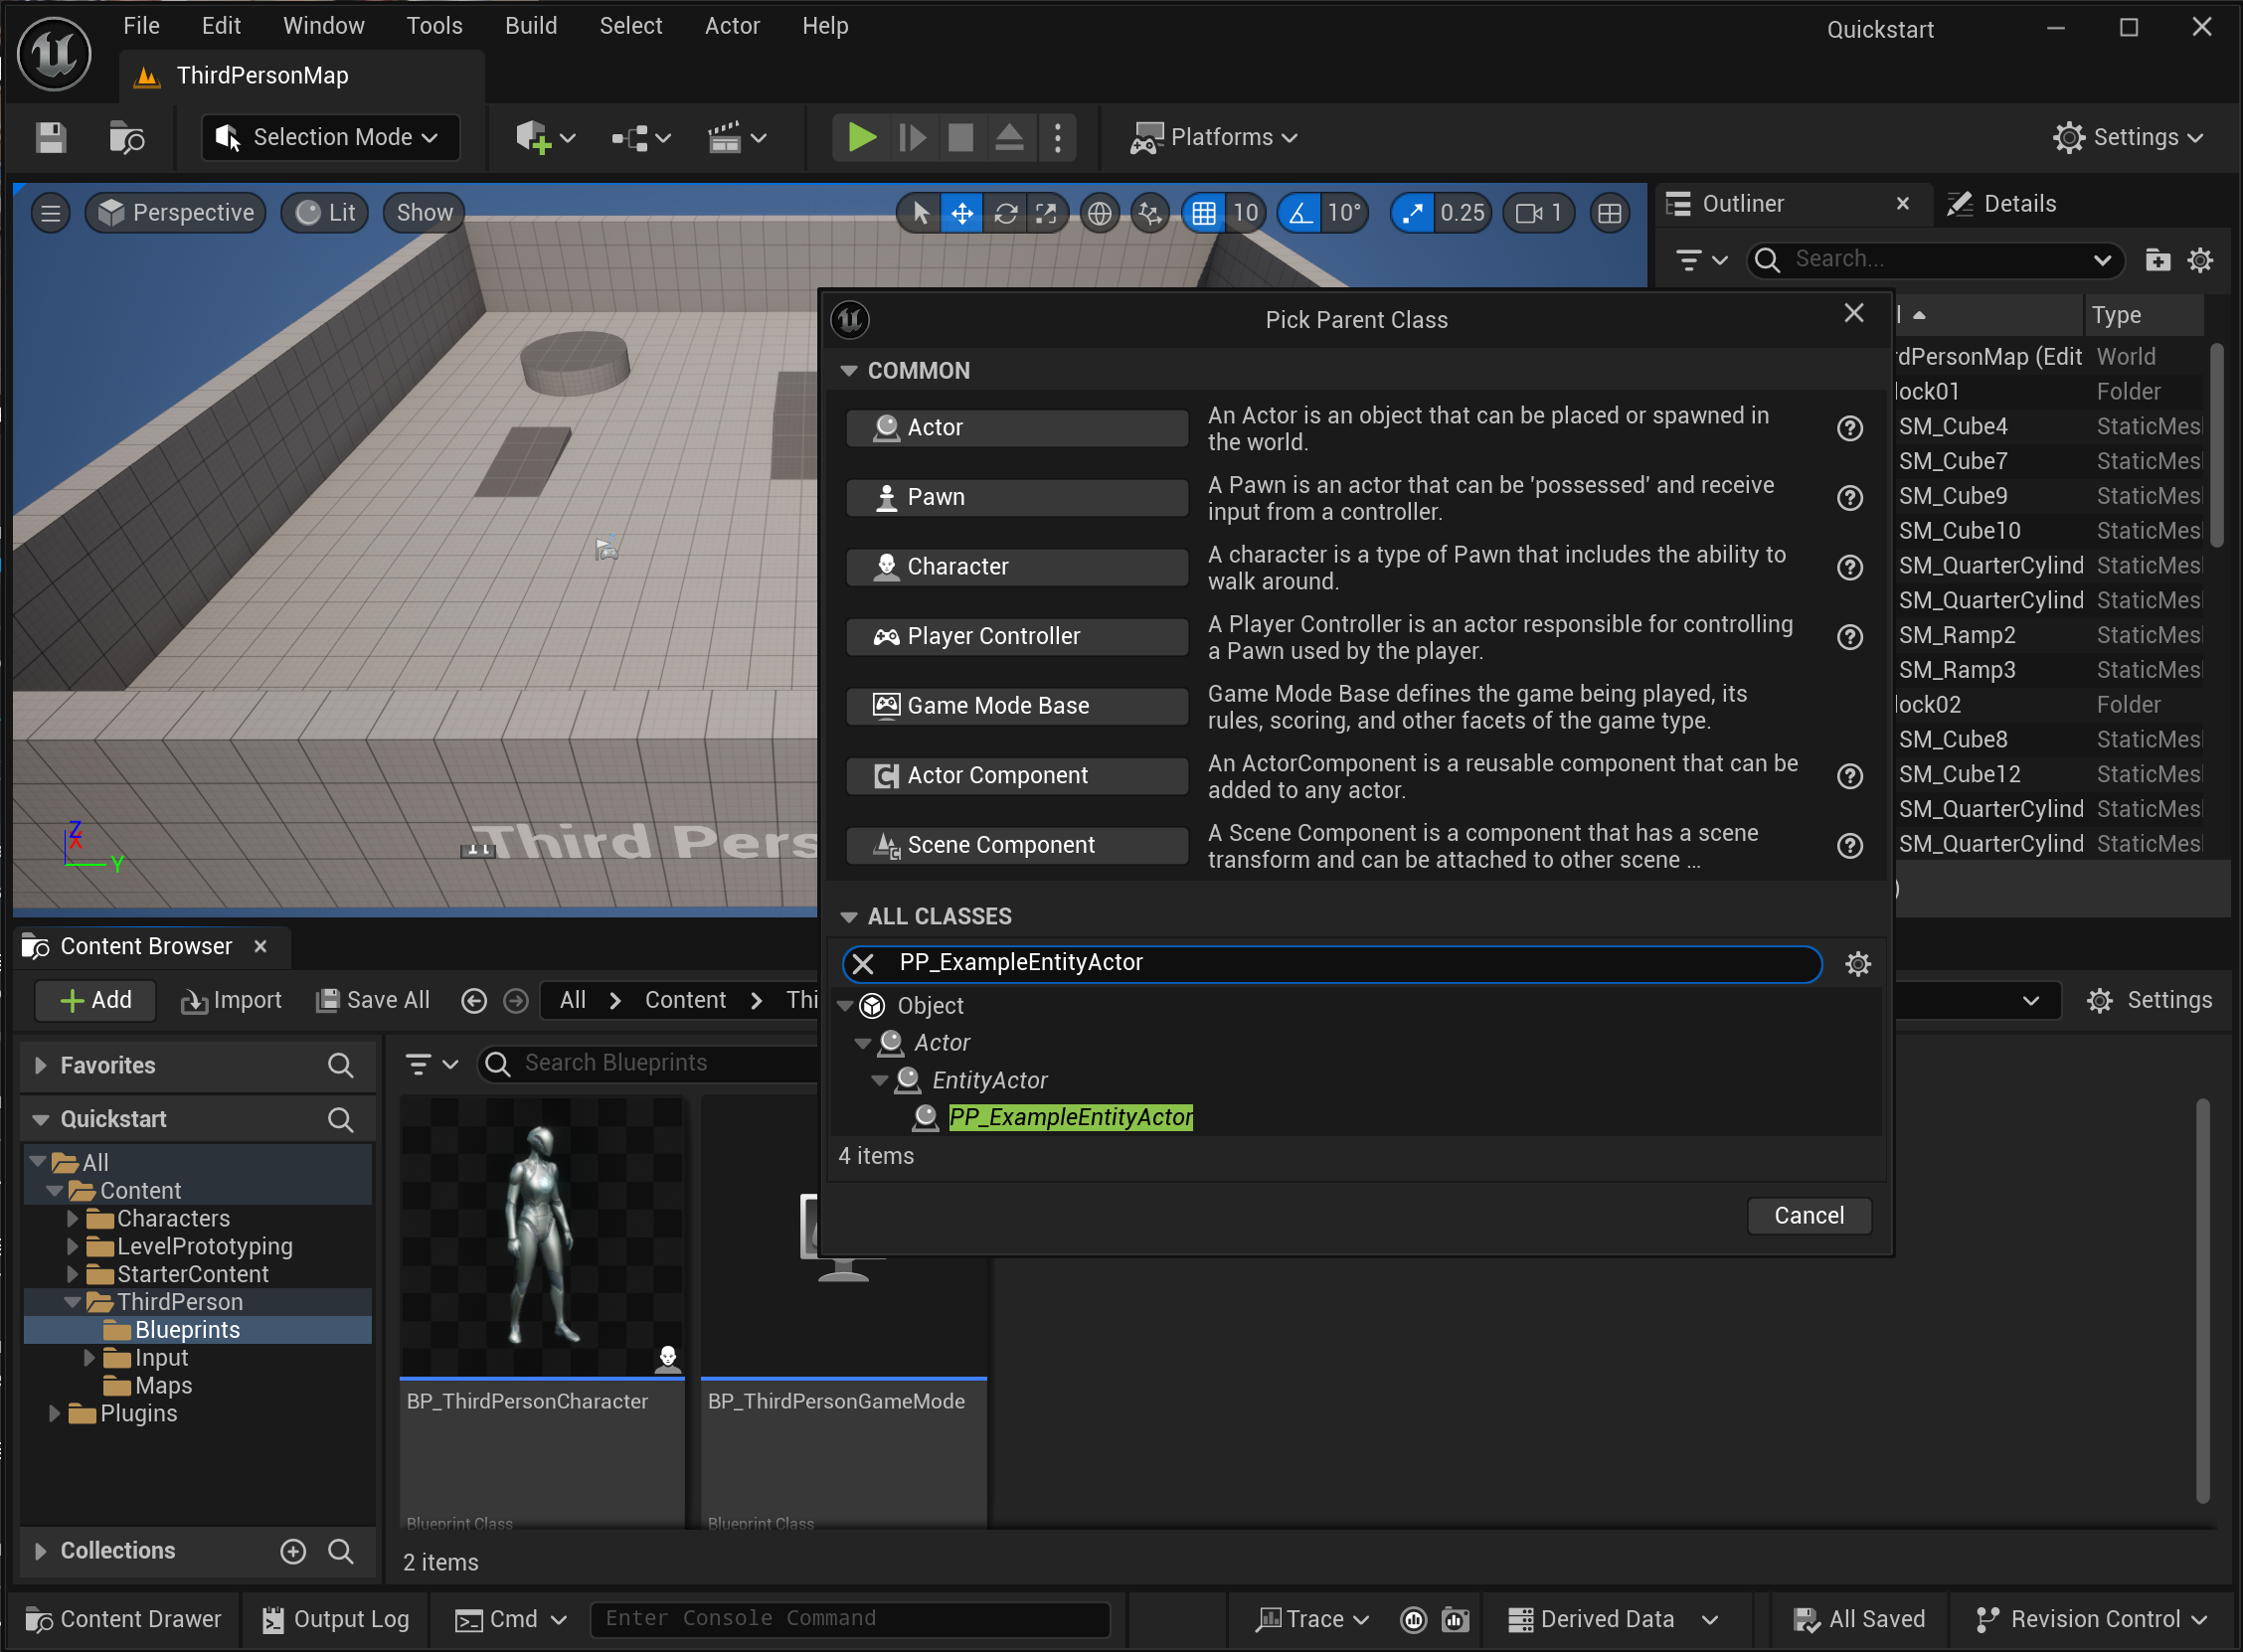 File Edit Window Tools Build Select Actor Help
Quickstart
ThirdPersonMap
Selection Mode
Platforms
Settings
Perspective
Lit
Show
10
10°
0.25
1
Outliner
Details
Search...
Type
rdPersonMap (Edit World
lock01 Folder
SM_Cube4 StaticMes
SM_Cube7 StaticMes
SM_Cube9 StaticMes
SM_Cube10 StaticMes
SM_QuarterCylind StaticMes
SM_QuarterCylind StaticMes
SM_Ramp2 StaticMes
SM_Ramp3 StaticMes
lock02 Folder
SM_Cube8 StaticMes
SM_Cube12 StaticMes
SM_QuarterCylind StaticMes
SM_QuarterCylind StaticMes
Third Pers
Z
X
Y
Pick Parent Class
COMMON
Actor
An Actor is an object that can be placed or spawned in
the world.
Pawn
A Pawn is an actor that can be 'possessed' and receive
input from a controller.
Character
A character is a type of Pawn that includes the ability to
walk around.
Player Controller
A Player Controller is an actor responsible for controlling
a Pawn used by the player.
Game Mode Base
Game Mode Base defines the game being played, its
rules, scoring, and other facets of the game type.
Actor Component
An ActorComponent is a reusable component that can be
added to any actor.
Scene Component
A Scene Component is a component that has a scene
transform and can be attached to other scene ...
ALL CLASSES
PP_ExampleEntityActor
Object
Actor
EntityActor
PP_ExampleEntityActor
4 items
Cancel
Content Browser
Add
Import
Save All
All > Content > Thi
Settings
Favorites
Quickstart
All
Content
Characters
LevelPrototyping
StarterContent
ThirdPerson
Blueprints
Input
Maps
Plugins
Collections
Search Blueprints
BP_ThirdPersonCharacter
Blueprint Class
BP_ThirdPersonGameMode
Blueprint Class
2 items
Content Drawer
Output Log
Cmd
Enter Console Command
Trace
Derived Data
All Saved
Revision Control